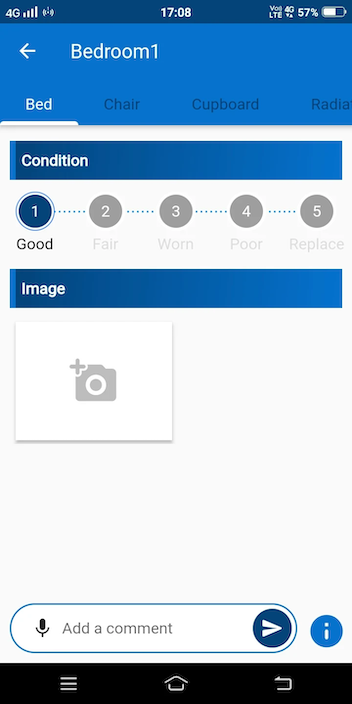 4G 17:08 Vo) LTE 4G 57%
Bedroom1
Bed Chair Cupboard Radia
Condition
1 2 3 4 5
Good Fair Worn Poor Replace
Image
Add a comment